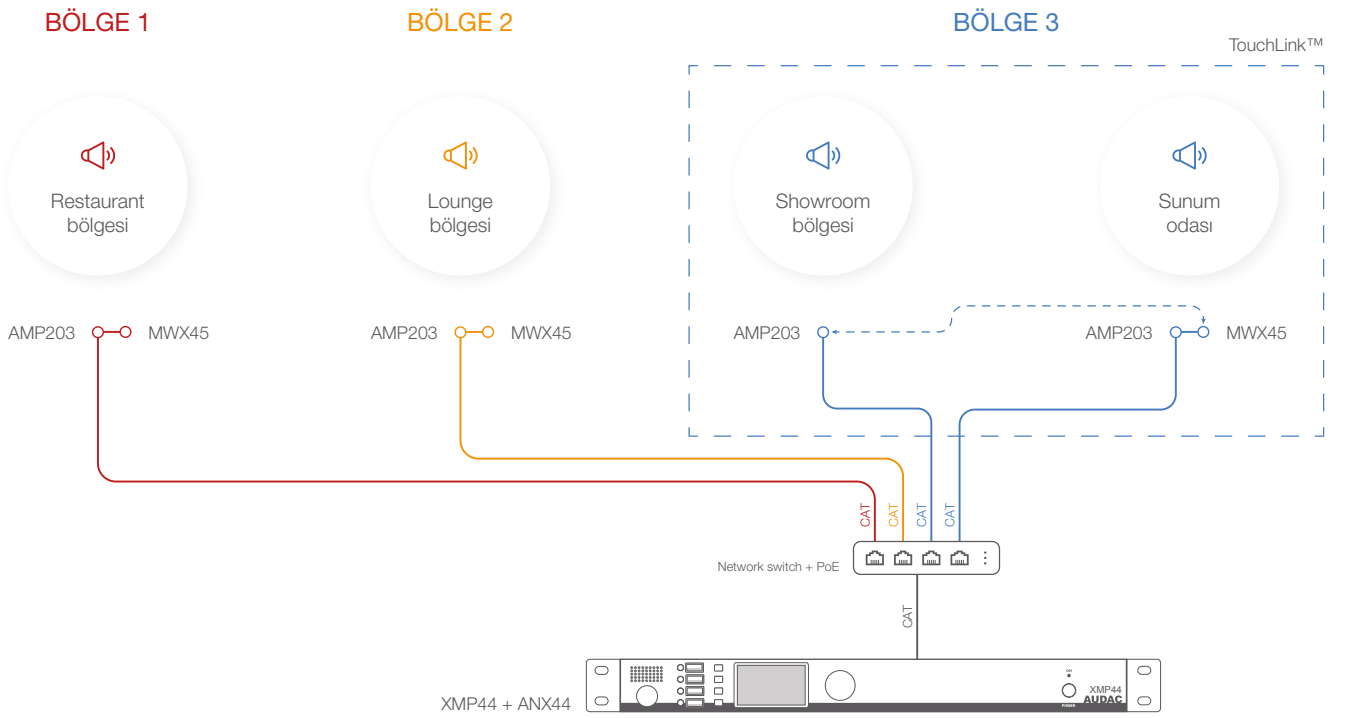 BÖLGE 1
BÖLGE 2
BÖLGE 3
TouchLink™
Restaurant
bölgesi
Lounge
bölgesi
Showroom
bölgesi
Sunum
odası
AMP203
MWX45
AMP203
MWX45
AMP203
AMP203
MWX45
CAT
CAT
CAT
CAT
Network switch + PoE
CAT
XMP44 + ANX44
POWER
XMP44
AUDAC